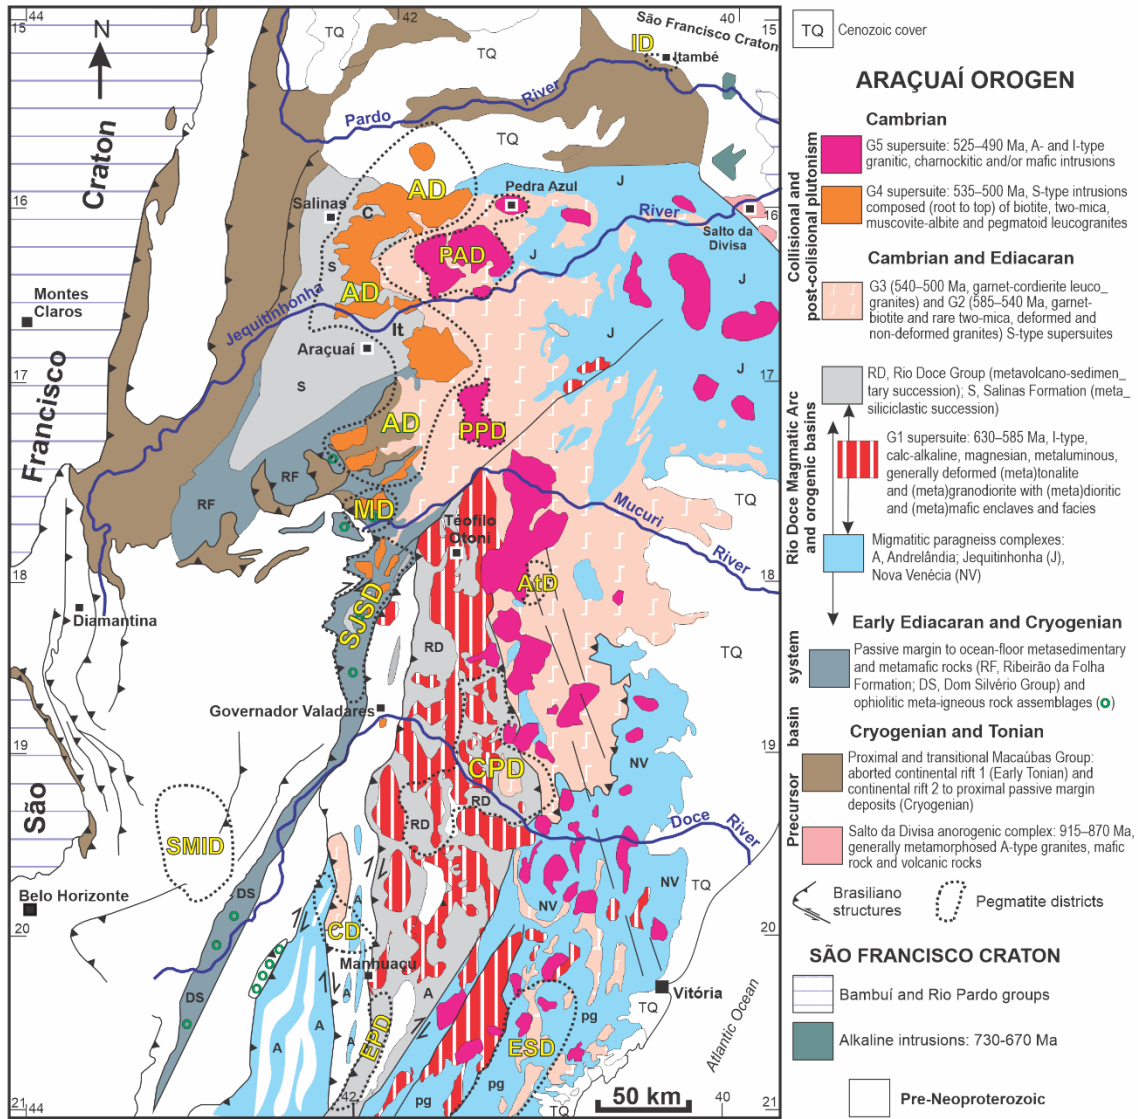 44
42
40
15
N
São Francisco Craton
TQ
TQ
ID
Itambé
Pardo
River
TQ
Craton
AD
J
Pedra Azul
Salinas
C
16
River
16
Salto da
Divisa
PAD
J
S
J
AD
Montes
Claros
Jequitinhonha
It
J
Araçuaí
17
17
S
J
PPD
AD
Francisco
RF
RF
TQ
MD
Mucuri
Téofilo
Otoni
River
18
18
AtD
Diamantina
SJSD
RD
TQ
RD
Governador Valadares
19
19
NV
CPD
São
RD
RD
Doce
River
SMID
DS
NV
TQ
Belo Horizonte
A
A
NV
20
20
CD
Manhuaçu
DS
A
A
Vitória
A
A
TQ
pg
EPD
ESD
Atlantic Ocean
pg
pg
TQ
50 km
21
44
42
40
21
TQ
Cenozoic cover
ARAÇUAÍ OROGEN
Collisional and
post-collisional plutonism
Cambrian
G5 supersuite: 525–490 Ma, A- and I-type
granitic, charnockitic and/or mafic intrusions
G4 supersuite: 535–500 Ma, S-type intrusions
composed (root to top) of biotite, two-mica,
muscovite-albite and pegmatoid leucogranites
Cambrian and Ediacaran
G3 (540–500 Ma, garnet-cordierite leuco_
granites) and G2 (585–540 Ma, garnet-
biotite and rare two-mica, deformed and
non-deformed granites) S-type supersuites
Rio Doce Magmatic Arc
and orogenic basins
RD, Rio Doce Group (metavolcano-sedimen_
tary succession); S, Salinas Formation (meta_
siliciclastic succession)
G1 supersuite: 630–585 Ma, I-type,
calc-alkaline, magnesian, metaluminous,
generally deformed (meta)tonalite
and (meta)granodiorite with (meta)dioritic
and (meta)mafic enclaves and facies
Migmatitic paragneiss complexes:
A, Andrelândia; Jequitinhonha (J),
Nova Venécia (NV)
Precursor basin system
Early Ediacaran and Cryogenian
Passive margin to ocean-floor metasedimentary
and metamafic rocks (RF, Ribeirão da Folha
Formation; DS, Dom Silvério Group) and
ophiolitic meta-igneous rock assemblages ( )
Cryogenian and Tonian
Proximal and transitional Macaúbas Group:
aborted continental rift 1 (Early Tonian) and
continental rift 2 to proximal passive margin
deposits (Cryogenian)
Salto da Divisa anorogenic complex: 915–870 Ma,
generally metamorphosed A-type granites, mafic
rock and volcanic rocks
Brasiliano
structures
Pegmatite districts
SÃO FRANCISCO CRATON
Bambuí and Rio Pardo groups
Alkaline intrusions: 730-670 Ma
Pre-Neoproterozoic